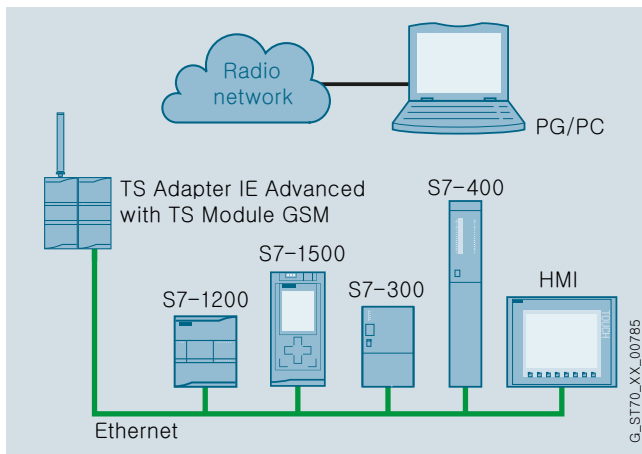 Radio
network
PG/PC
TS Adapter IE Advanced
with TS Module GSM
S7-400
S7-1500
S7-300
HMI
S7-1200
TOUCH
Ethernet
G_ST70_XX_00785